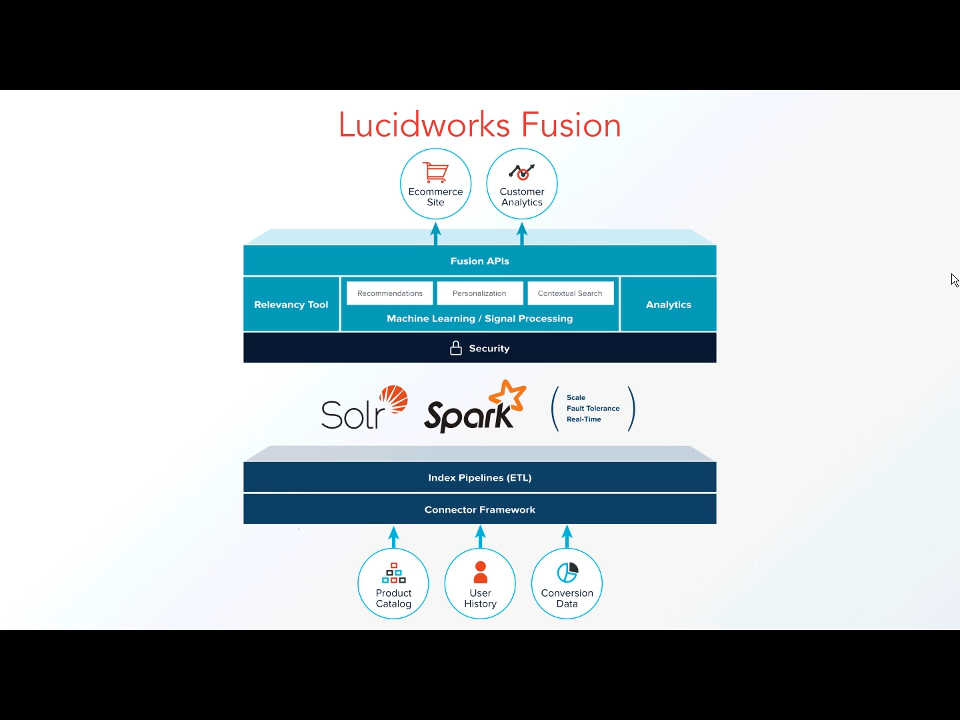 Lucidworks Fusion
Ecommerce
Site
Customer
Analytics
Fusion APIs
Relevancy Tool
Recommendations
Personalization
Contextual Search
Machine Learning / Signal Processing
Analytics
Security
Solr
Spark
Scale
Fault Tolerance
Real-Time
Index Pipelines (ETL)
Connector Framework
Product
Catalog
User
History
Conversion
Data